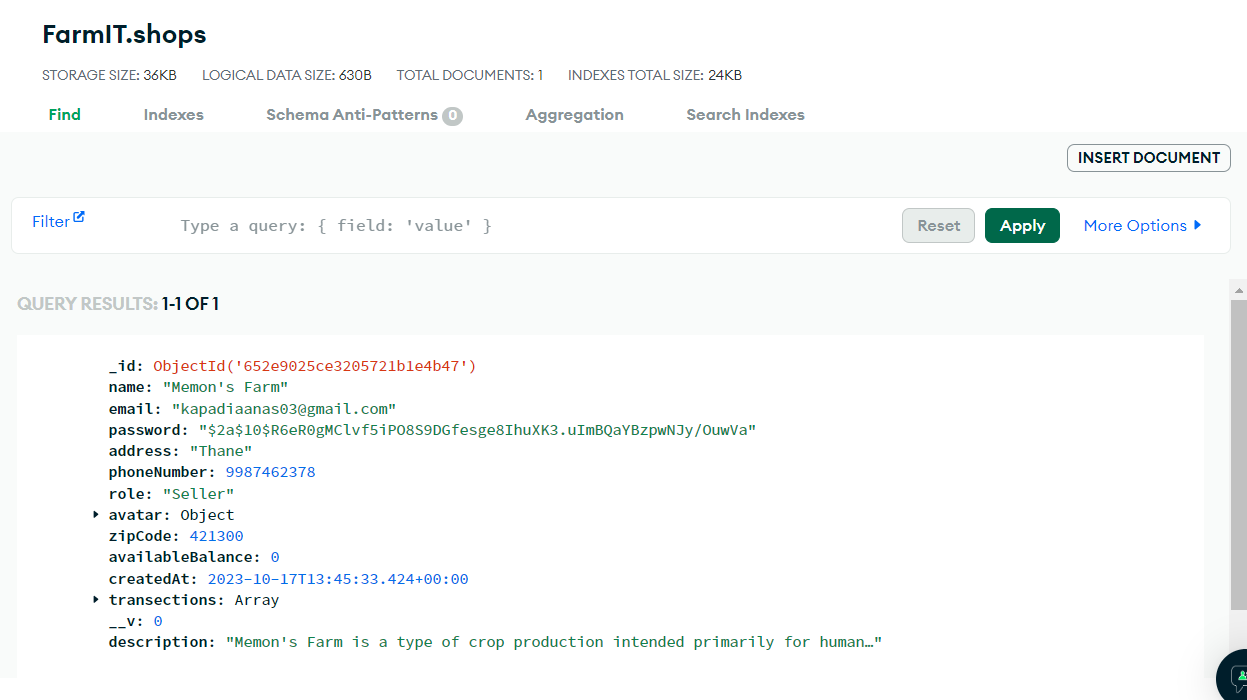 FarmIT.shops
STORAGE SIZE: 36KB LOGICAL DATA SIZE: 630B TOTAL DOCUMENTS: 1 INDEXES TOTAL SIZE: 24KB
Find Indexes Schema Anti-Patterns 0 Aggregation Search Indexes
INSERT DOCUMENT
Filter Type a query: { field: 'value' } Reset Apply More Options
QUERY RESULTS: 1-1 OF 1
_id: ObjectId('652e9025ce3205721b1e4b47')
name: "Memon's Farm"
email: "kapadiaanas03@gmail.com"
password: "$2a$10$R6eR0gMClvf5iPO8S9DGfesge8IhuXK3.uImBQaYBzpwNJy/OuwVa"
address: "Thane"
phoneNumber: 9987462378
role: "Seller"
avatar: Object
zipCode: 421300
availableBalance: 0
createdAt: 2023-10-17T13:45:33.424+00:00
transections: Array
__v: 0
description: "Memon's Farm is a type of crop production intended primarily for human…"